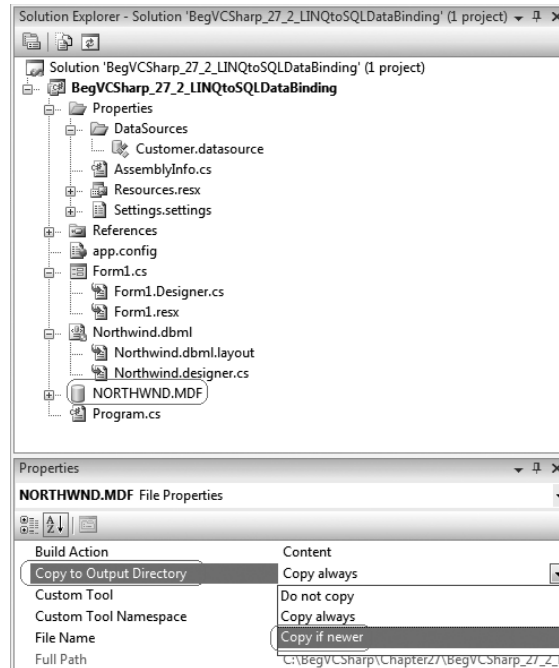 Solution Explorer - Solution 'BegVCSharp_27_2_LINQtoSQLDataBinding' (1 project)
Solution 'BegVCSharp_27_2_LINQtoSQLDataBinding' (1 project)
BegVCSharp_27_2_LINQtoSQLDataBinding
Properties
DataSources
Customer.datasource
AssemblyInfo.cs
Resources.resx
Settings.settings
References
app.config
Form1.cs
Form1.Designer.cs
Form1.resx
Northwind.dbml
Northwind.dbml.layout
Northwind.designer.cs
NORTHWND.MDF
Program.cs
Properties
NORTHWND.MDF File Properties
Build Action Content
Copy to Output Directory Copy always
Custom Tool Do not copy
Custom Tool Namespace Copy always
File Name Copy if newer
Full Path C:\BegVCSharp\Chapter27\BegVCSharp_27_2_